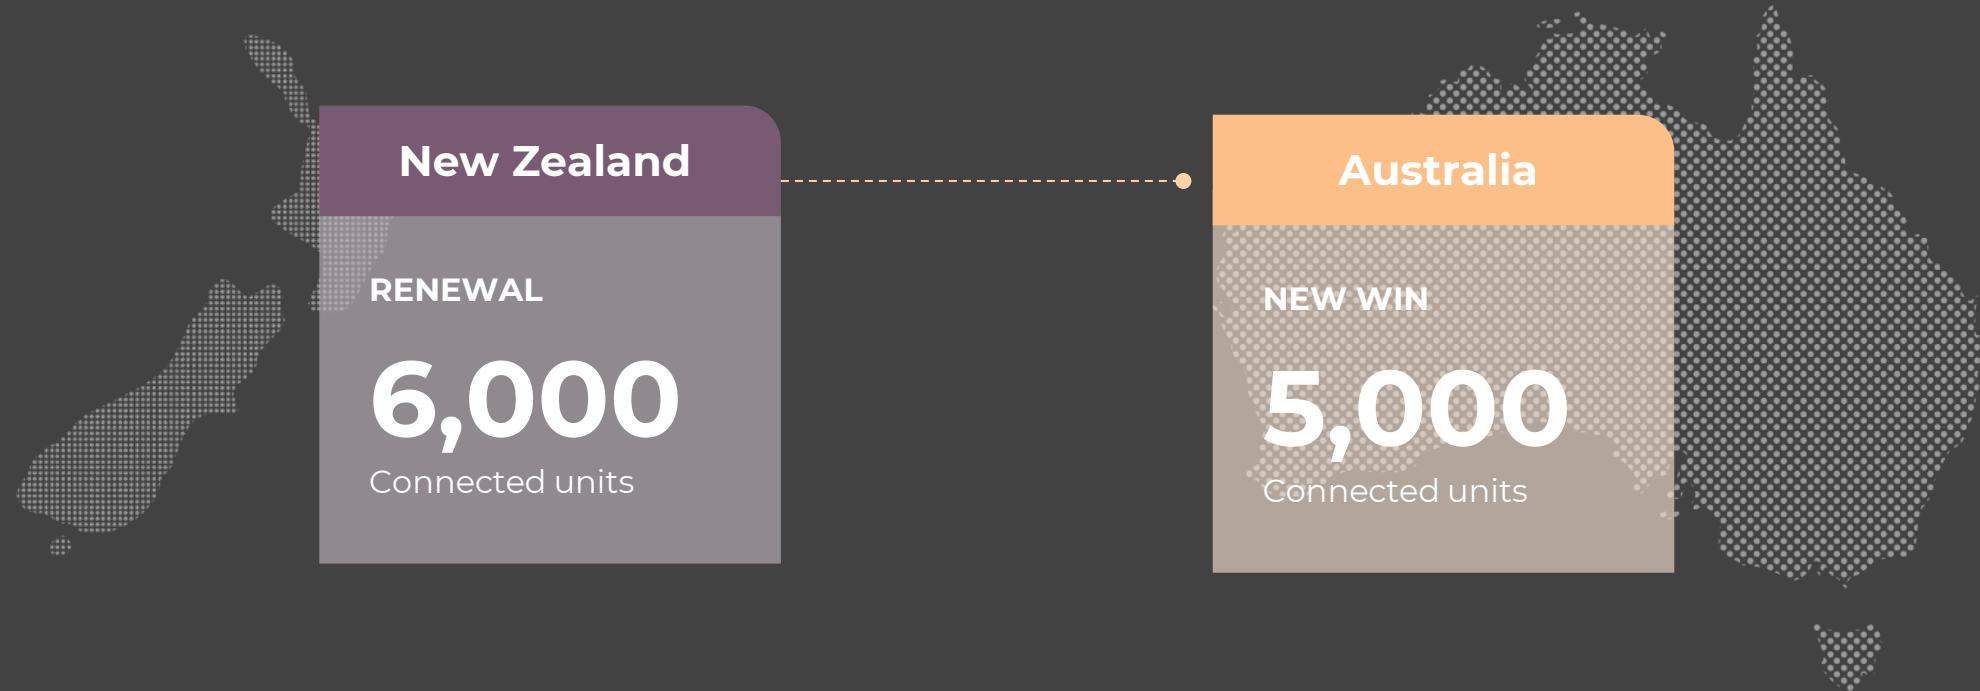 New Zealand
RENEWAL
6,000
Connected units
Australia
NEW WIN
5,000
Connected units